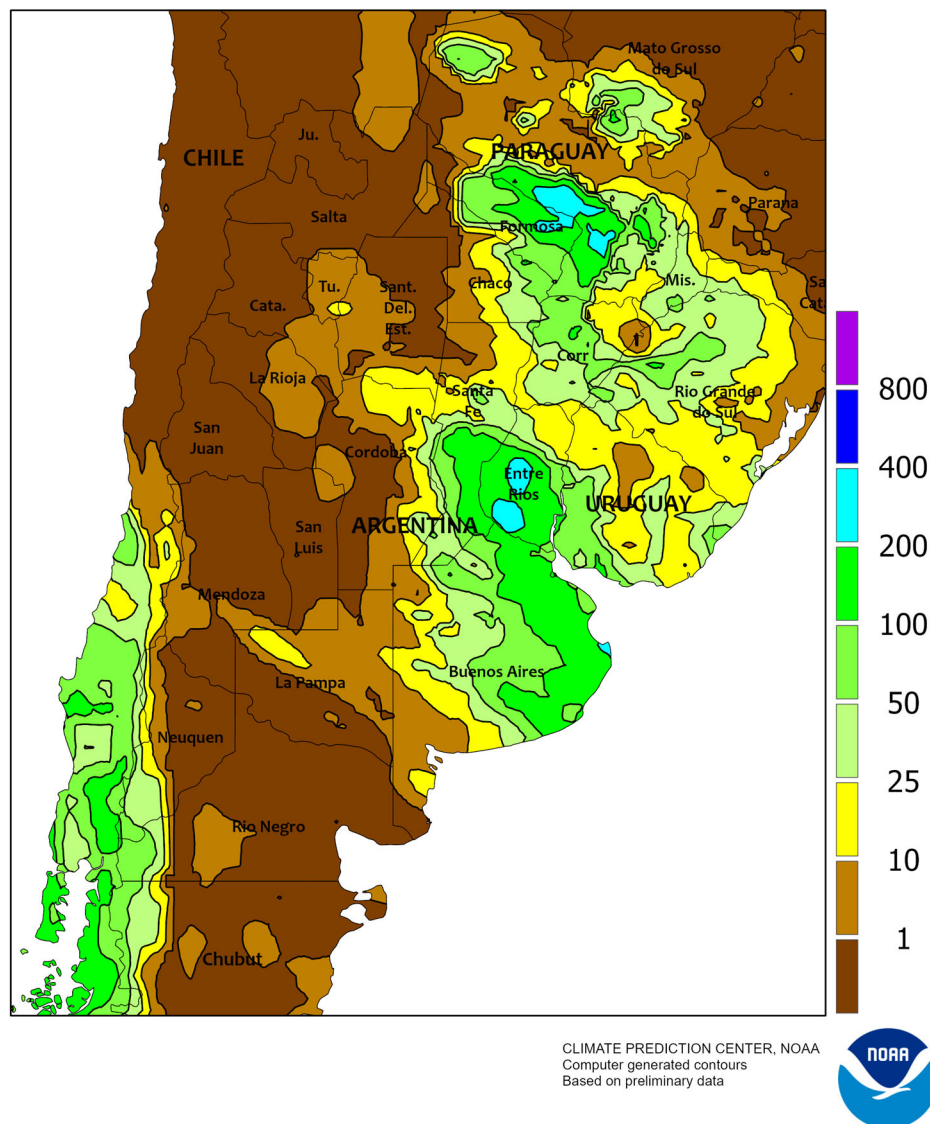 Mato Grosso
do Sul
Ju.
CHILE
PARAGUAY
Salta
Formosa
Parana
Tu.
Sant.
Del.
Est.
Chaco
Mis.
Sa
Cat
Cata.
Corr
La Rioja
Santa
Fe
Rio Grande
do Sul
San
Juan
Cordoba
Entre
Rios
ARGENTINA
URUGUAY
San
Luis
Mendoza
Buenos Aires
La Pampa
Neuquen
Rio Negro
Chubut
800
400
200
100
50
25
10
1
CLIMATE PREDICTION CENTER, NOAA
Computer generated contours
Based on preliminary data
NOAA